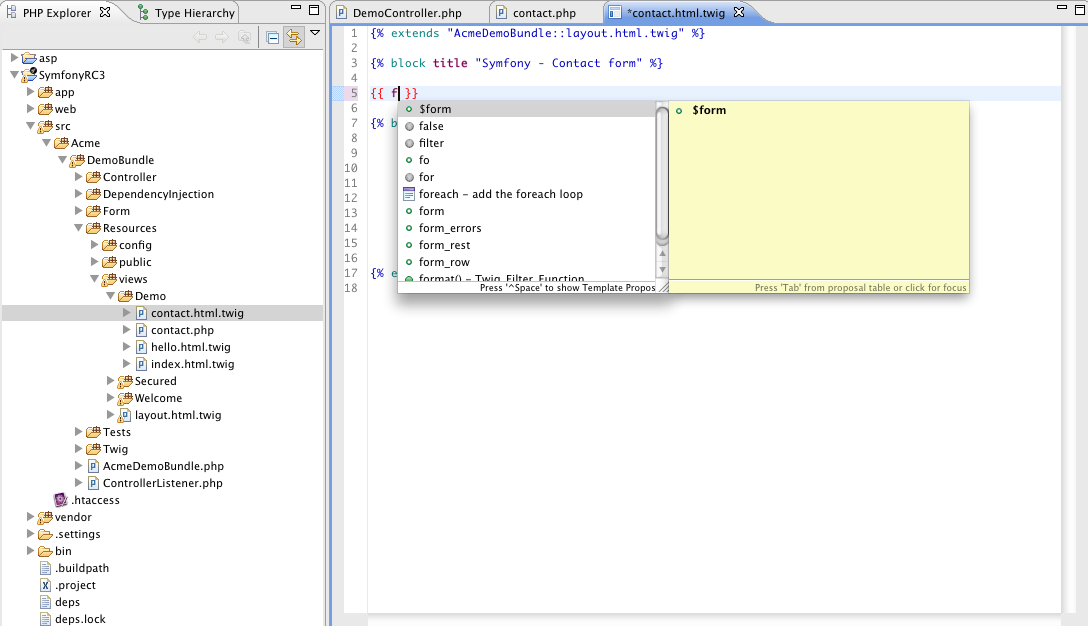 PHP Explorer
Type Hierarchy
asp
SymfonyRC3
app
web
src
Acme
DemoBundle
Controller
DependencyInjection
Form
Resources
config
public
views
Demo
contact.html.twig
contact.php
hello.html.twig
index.html.twig
Secured
Welcome
layout.html.twig
Tests
Twig
AcmeDemoBundle.php
ControllerListener.php
.htaccess
vendor
.settings
bin
.buildpath
.project
deps
deps.lock
DemoController.php
contact.php
*contact.html.twig
1 {% extends "AcmeDemoBundle::layout.html.twig" %}
2
3 {% block title "Symfony - Contact form" %}
4
5 {{ f }}
6
7 {% b
8
9
10
11
12
13
14
15
16
17 {% e
18
$form
false
filter
fo
for
foreach - add the foreach loop
form
form_errors
form_rest
form_row
format() - Twig_Filter_Function
Press '^Space' to show Template Propos
$form
Press 'Tab' from proposal table or click for focus